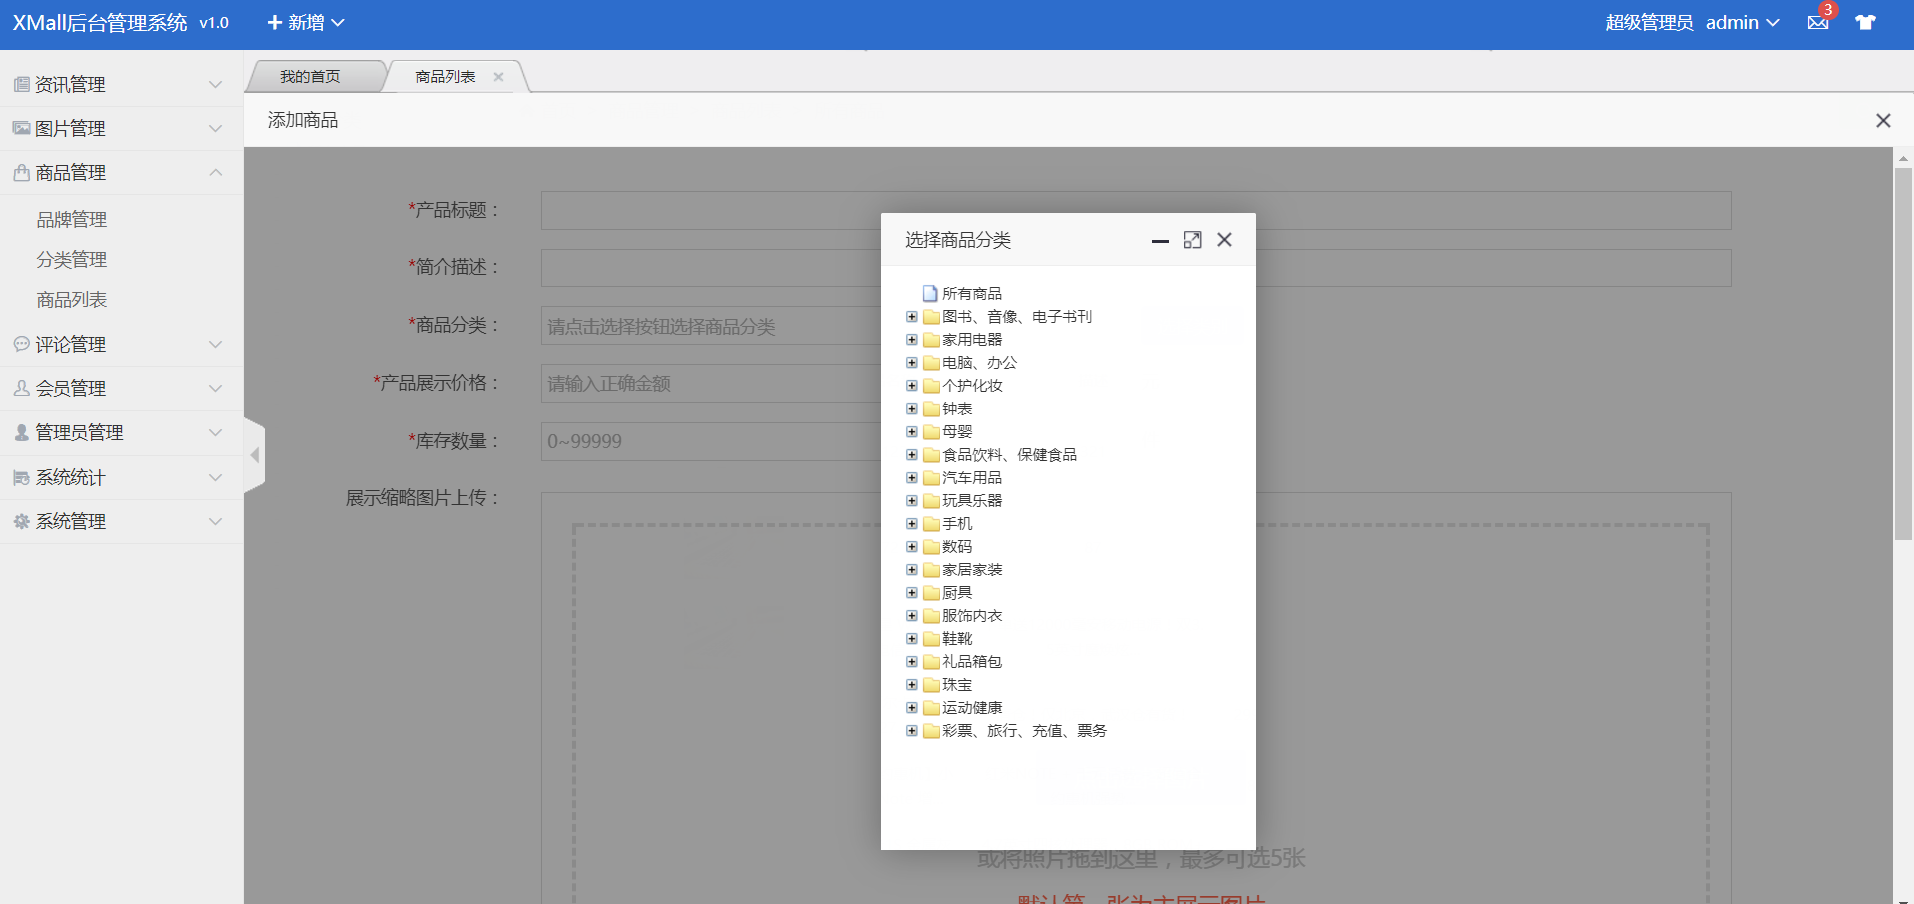 XMall后台管理系统 v1.0
新增
超级管理员 admin
3
资讯管理
图片管理
商品管理
品牌管理
分类管理
商品列表
评论管理
会员管理
管理员管理
系统统计
系统管理
我的首页
商品列表
添加商品
*产品标题：
*简介描述：
*商品分类：
请点击选择按钮选择商品分类
*产品展示价格：
请输入正确金额
*库存数量：
0~99999
展示缩略图片上传：
选择商品分类
所有商品
图书、音像、电子书刊
家用电器
电脑、办公
个护化妆
钟表
母婴
食品饮料、保健食品
汽车用品
玩具乐器
手机
数码
家居家装
厨具
服饰内衣
鞋靴
礼品箱包
珠宝
运动健康
彩票、旅行、充值、票务
或将照片拖到这里，最多可选5张
默认第一张为主展示图片